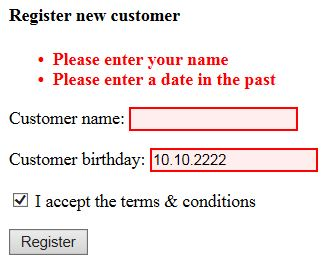 Register new customer
Please enter your name
Please enter a date in the past
Customer name:
Customer birthday: 10.10.2222
I accept the terms & conditions
Register